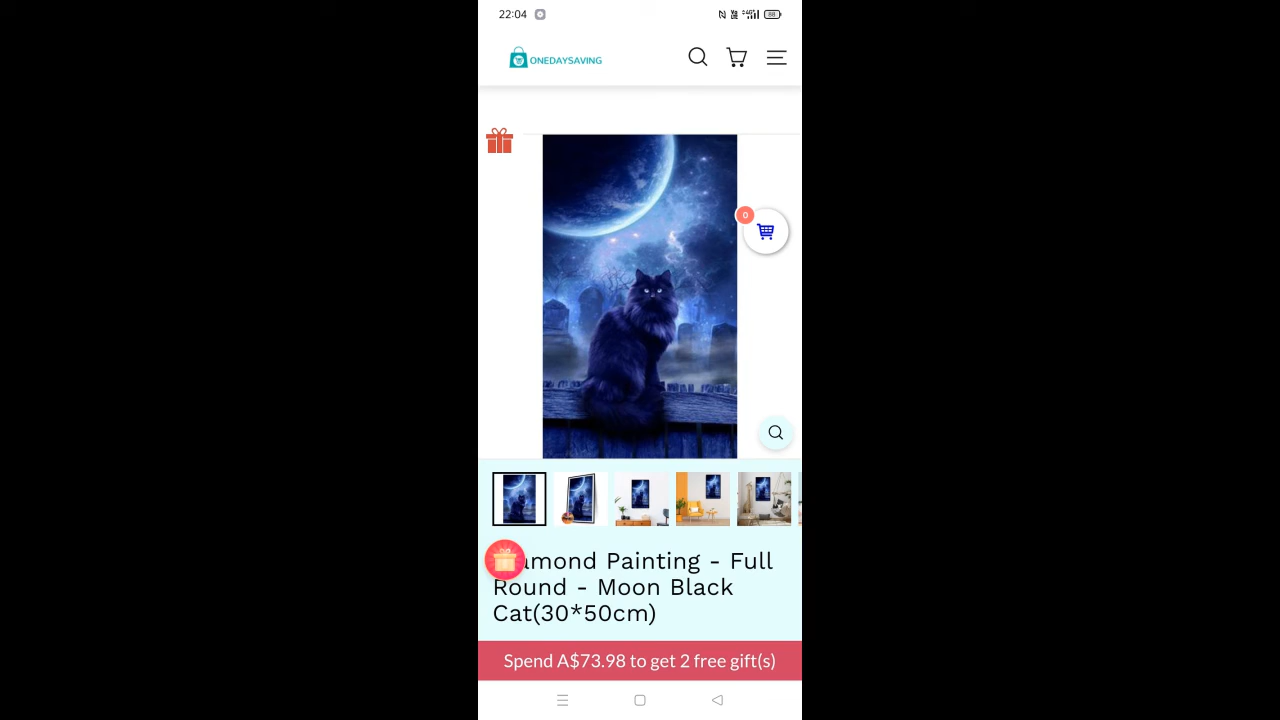 22:04
88
ONEDAYSAVING
0
amond Painting - Full
Round - Moon Black
Cat(30*50cm)
Spend A$73.98 to get 2 free gift(s)